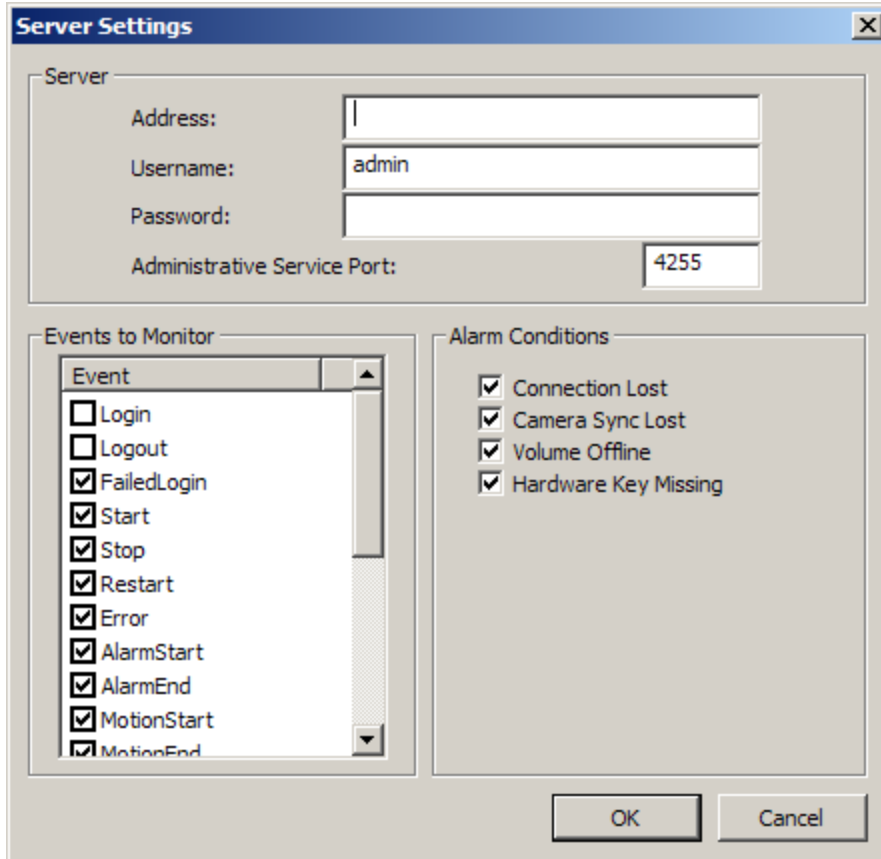 Server Settings
Server
Address:
Username: admin
Password:
Administrative Service Port: 4255
Events to Monitor
Event
Login
Logout
FailedLogin
Start
Stop
Restart
Error
AlarmStart
AlarmEnd
MotionStart
MotionEnd
Alarm Conditions
Connection Lost
Camera Sync Lost
Volume Offline
Hardware Key Missing
OK Cancel